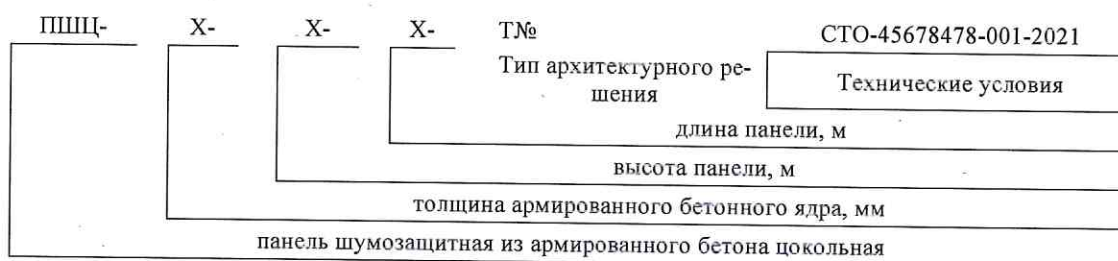 ПШЦ- Х- Х- Х- Т№ СТО-45678478-001-2021
Тип архитектурного ре-
шения
Технические условия
длина панели, м
высота панели, м
толщина армированного бетонного ядра, мм
панель шумозащитная из армированного бетона цокольная